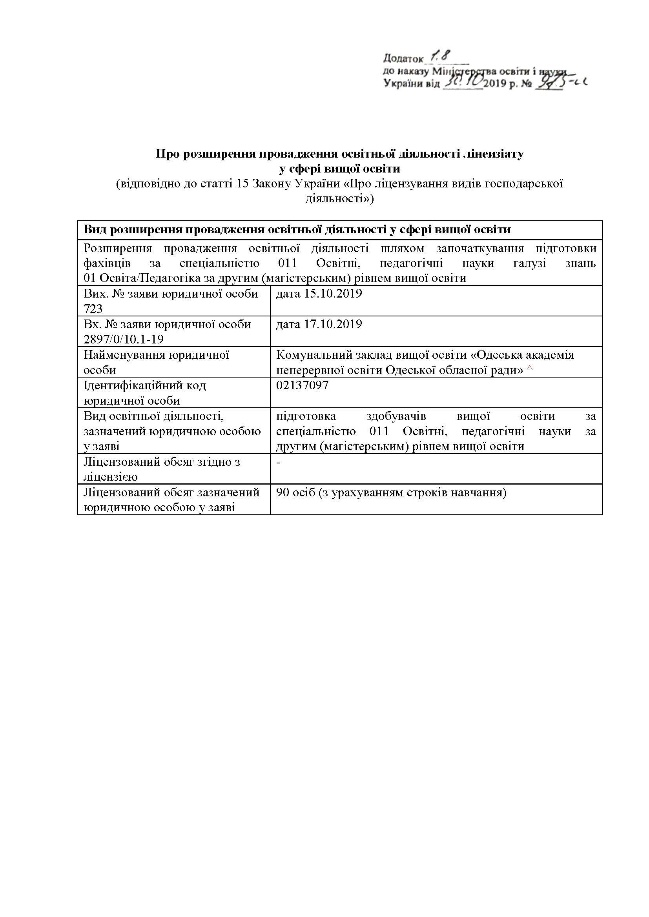 Додаток 1.8
до наказу Міністерства освіти і науки
України від 30.10 2019 р. № 975-л
Про розширення провадження освітньої діяльності ліцензіату
у сфері вищої освіти
(відповідно до статті 15 Закону України «Про ліцензування видів господарської
діяльності»)
Вид розширення провадження освітньої діяльності у сфері вищої освіти
Розширення провадження освітньої діяльності шляхом започаткування підготовки
фахівців за спеціальністю 011 Освітні, педагогічні науки галузі знань
01 Освіта/Педагогіка за другим (магістерським) рівнем вищої освіти
Вих. № заяви юридичної особи дата 15.10.2019
723
Вх. № заяви юридичної особи дата 17.10.2019
2897/0/10.1-19
Найменування юридичної Комунальний заклад вищої освіти «Одеська академія
особи неперервної освіти Одеської обласної ради»
Ідентифікаційний код 02137097
юридичної особи
Вид освітньої діяльності, підготовка здобувачів вищої освіти за
зазначений юридичною особою спеціальністю 011 Освітні, педагогічні науки за
у заяві другим (магістерським) рівнем вищої освіти
Ліцензований обсяг згідно з -
ліцензією
Ліцензований обсяг зазначений 90 осіб (з урахуванням строків навчання)
юридичною особою у заяві